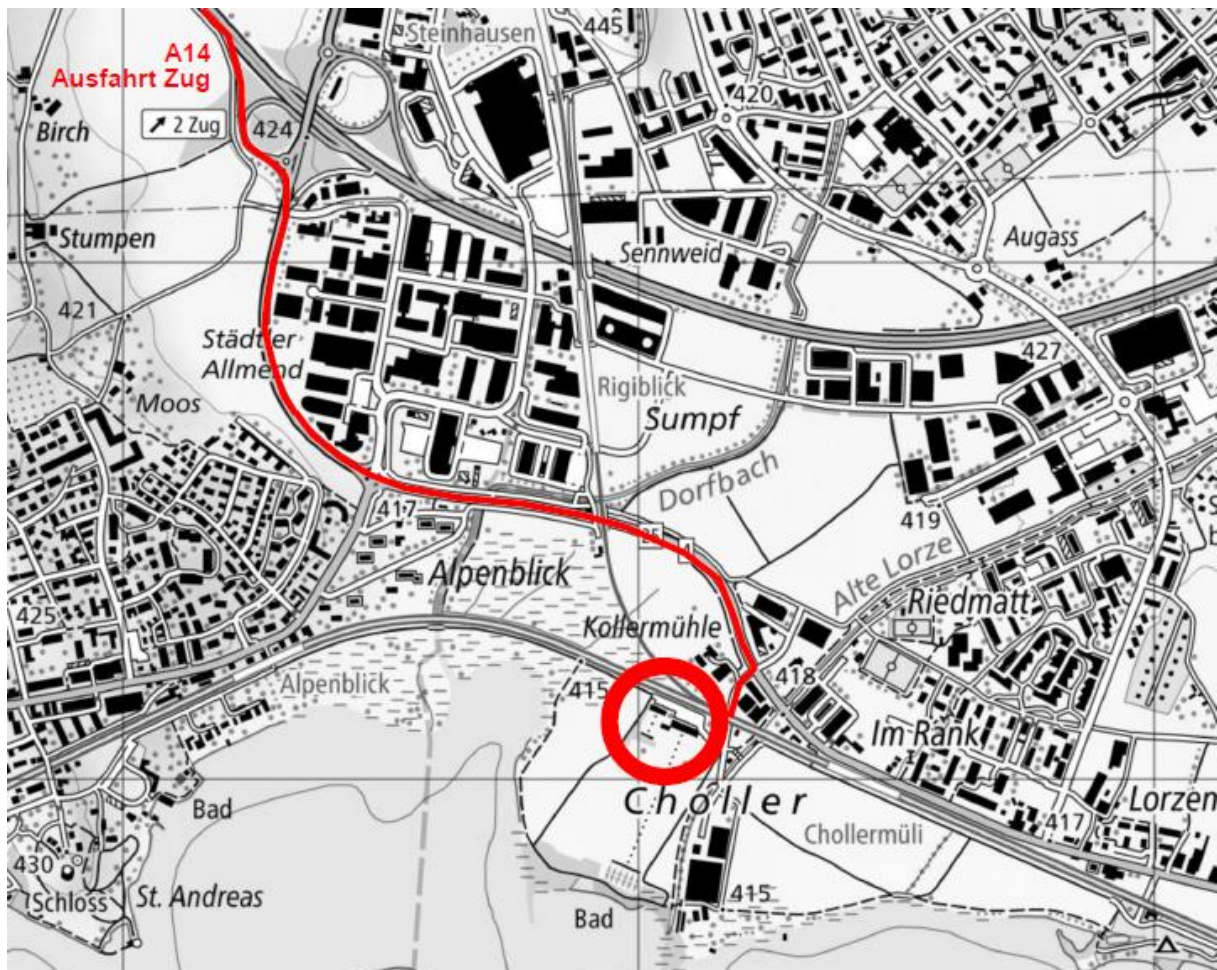 Steinhausen
445
A14
Ausfahrt Zug
420
Birch
2 Zug
424
Stumpen
Augass
Sennweid
421
Städtler
Allmend
427
Rigiblick
Moos
Sumpf
Dorfbach
417
419
25
4
Alte Lorze
Alpenblick
Riedmatt
425
Kollermühle
418
Alpenblick
415
Im Rank
Choller
Lorzen
Bad
Chollermüli
417
430
Schloss
St. Andreas
415
Bad